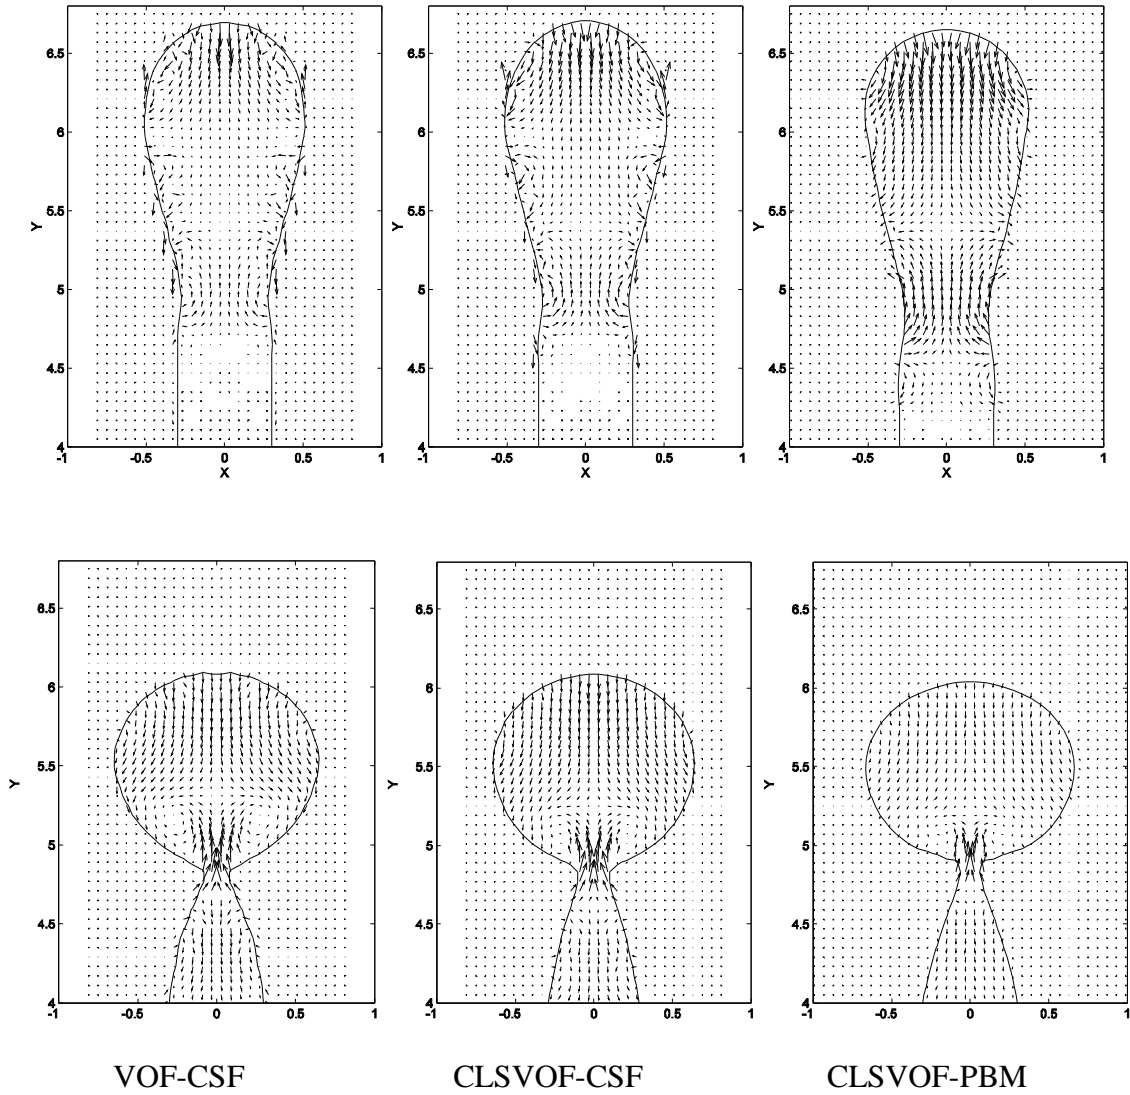 6.5 6.5 6.5
6 6 6
Y 5.5 Y 5.5 Y 5.5
5 5 5
4.5 4.5 4.5
4 4 4
-1 -0.5 0 0.5 1 -1 -0.5 0 0.5 1 -1 -0.5 0 0.5 1
X X X
6.5 6.5 6.5
6 6 6
Y 5.5 Y 5.5 Y 5.5
5 5 5
4.5 4.5 4.5
4 4 4
-1 -0.5 0 0.5 1 -1 -0.5 0 0.5 1 -1 -0.5 0 0.5 1
VOF-CSF CLSVOF-CSF CLSVOF-PBM